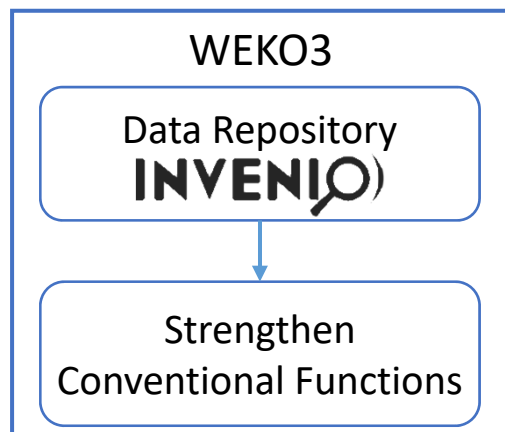 WEKO3
Data Repository
INVENIO
Strengthen
Conventional Functions